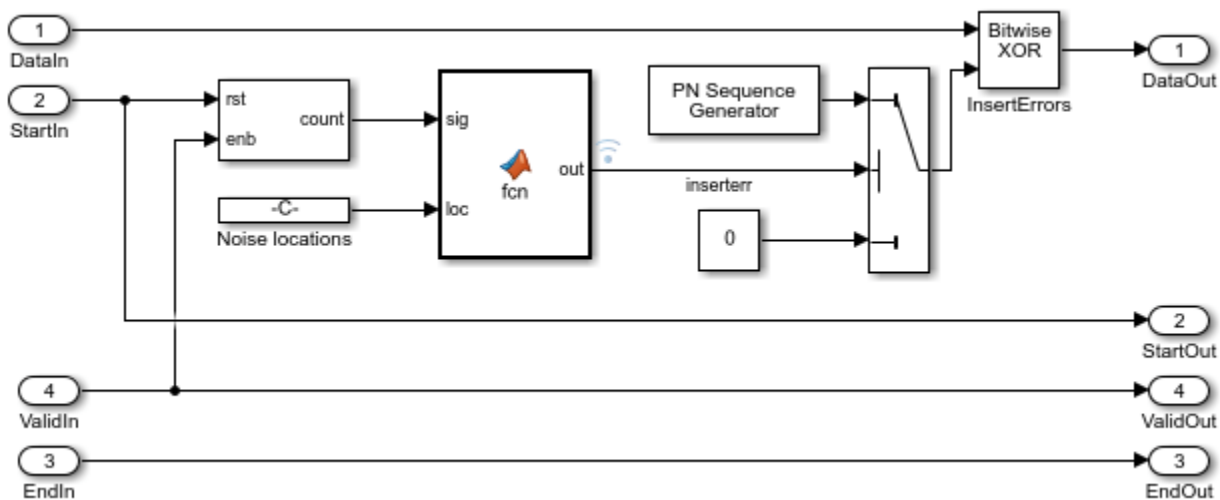 1
DataIn
2
StartIn
rst
enb
count
-C-
Noise locations
sig
loc
fcn
out
inserterr
PN Sequence
Generator
0
Bitwise
XOR
InsertErrors
1
DataOut
2
StartOut
4
ValidIn
4
ValidOut
3
EndIn
3
EndOut